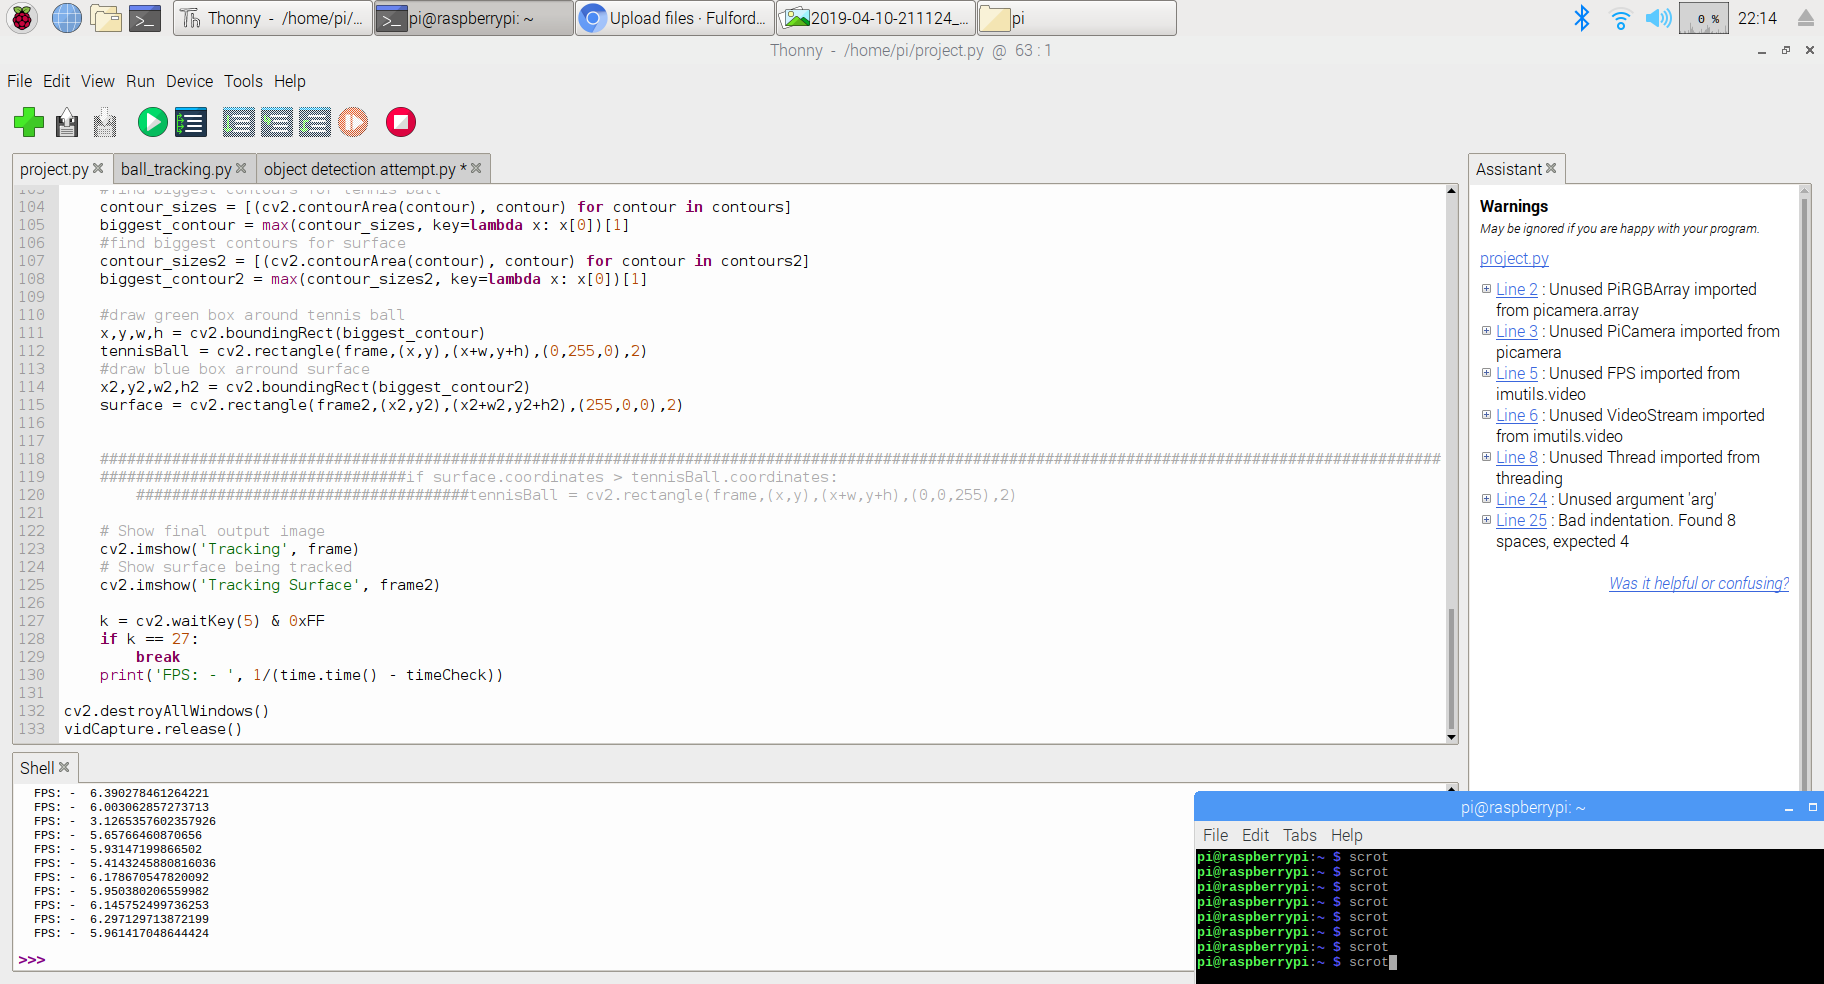 Thonny - /home/pi/...
pi@raspberrypi: ~
Upload files · Fulford...
2019-04-10-211124_...
pi
0 %
22:14
Thonny - /home/pi/project.py @ 63 : 1
File Edit View Run Device Tools Help
project.py
ball_tracking.py
object detection attempt.py *
103 #find biggest contours for tennis ball
104 contour_sizes = [(cv2.contourArea(contour), contour) for contour in contours]
105 biggest_contour = max(contour_sizes, key=lambda x: x[0])[1]
106 #find biggest contours for surface
107 contour_sizes2 = [(cv2.contourArea(contour), contour) for contour in contours2]
108 biggest_contour2 = max(contour_sizes2, key=lambda x: x[0])[1]
109
110 #draw green box around tennis ball
111 x,y,w,h = cv2.boundingRect(biggest_contour)
112 tennisBall = cv2.rectangle(frame,(x,y),(x+w,y+h),(0,255,0),2)
113 #draw blue box arround surface
114 x2,y2,w2,h2 = cv2.boundingRect(biggest_contour2)
115 surface = cv2.rectangle(frame2,(x2,y2),(x2+w2,y2+h2),(255,0,0),2)
116
117
118 #####################################################################################################################################################
119 ##################################if surface.coordinates > tennisBall.coordinates:
120 #####################################tennisBall = cv2.rectangle(frame,(x,y),(x+w,y+h),(0,0,255),2)
121
122 # Show final output image
123 cv2.imshow('Tracking', frame)
124 # Show surface being tracked
125 cv2.imshow('Tracking Surface', frame2)
126
127 k = cv2.waitKey(5) & 0xFF
128 if k == 27:
129 break
130 print('FPS: - ', 1/(time.time() - timeCheck))
131
132 cv2.destroyAllWindows()
133 vidCapture.release()
Assistant
Warnings
May be ignored if you are happy with your program.
project.py
Line 2 : Unused PiRGBArray imported
from picamera.array
Line 3 : Unused PiCamera imported from
picamera
Line 5 : Unused FPS imported from
imutils.video
Line 6 : Unused VideoStream imported
from imutils.video
Line 8 : Unused Thread imported from
threading
Line 24 : Unused argument 'arg'
Line 25 : Bad indentation. Found 8
spaces, expected 4
Was it helpful or confusing?
Shell
FPS: - 6.390278461264221
FPS: - 6.003062857273713
FPS: - 3.1265357602357926
FPS: - 5.65766460870656
FPS: - 5.93147199866502
FPS: - 5.4143245880816036
FPS: - 6.178670547820092
FPS: - 5.950380206559982
FPS: - 6.145752499736253
FPS: - 6.297129713872199
FPS: - 5.961417048644424
>>>
pi@raspberrypi: ~
File Edit Tabs Help
pi@raspberrypi:~ $ scrot
pi@raspberrypi:~ $ scrot
pi@raspberrypi:~ $ scrot
pi@raspberrypi:~ $ scrot
pi@raspberrypi:~ $ scrot
pi@raspberrypi:~ $ scrot
pi@raspberrypi:~ $ scrot
pi@raspberrypi:~ $ scrot